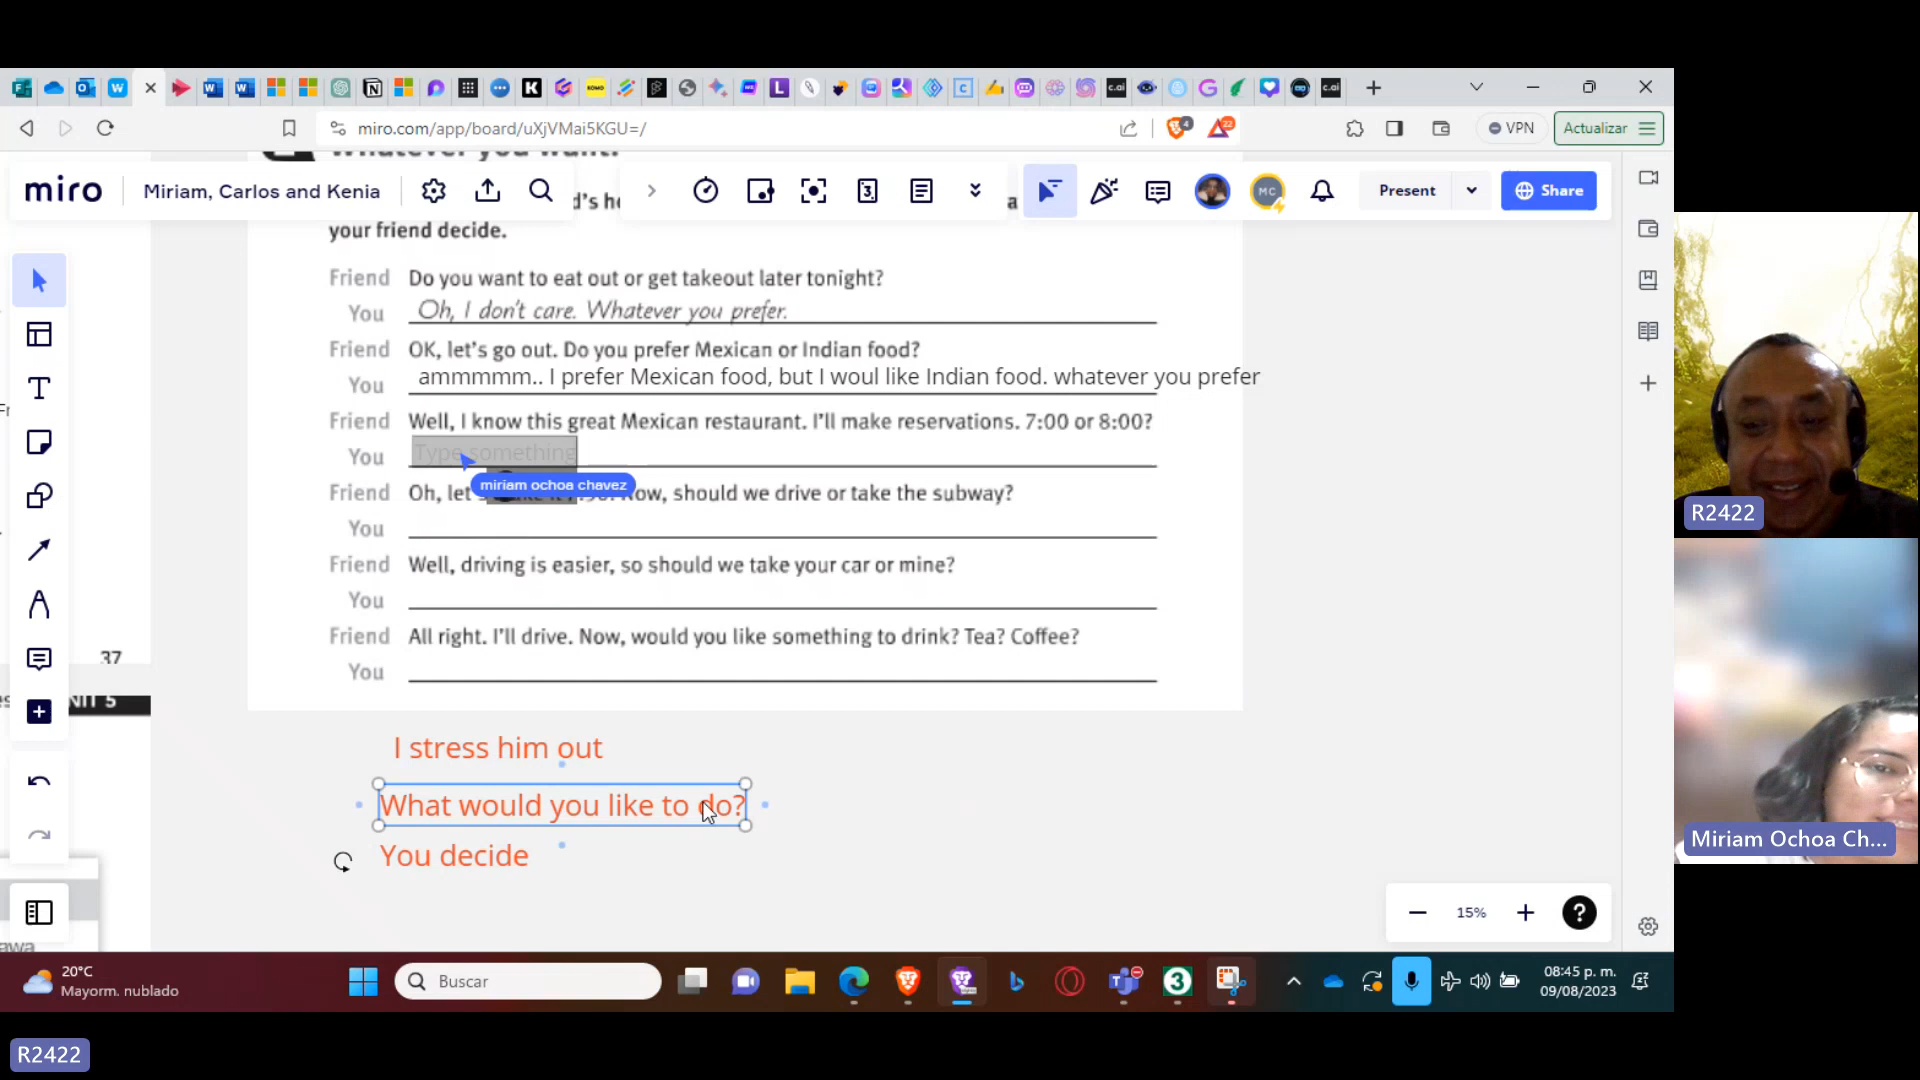 miro.com/app/board/uXjVMai5KGU=/
4
22
VPN
Actualizar
miro
Miriam, Carlos and Kenia
3
MC
Present
Share
your friend decide.
Friend Do you want to eat out or get takeout later tonight?
You Oh, I don't care. Whatever you prefer.
Friend OK, let's go out. Do you prefer Mexican or Indian food?
You ammmmm.. I prefer Mexican food, but I woul like Indian food. whatever you prefer
Friend Well, I know this great Mexican restaurant. I'll make reservations. 7:00 or 8:00?
You Type something
miriam ochoa chavez
Friend Oh, let now, should we drive or take the subway?
You
Friend Well, driving is easier, so should we take your car or mine?
You
Friend All right. I'll drive. Now, would you like something to drink? Tea? Coffee?
You
37
NIT 5
I stress him out
What would you like to do?
You decide
15%
?
20°C
Mayorm. nublado
Buscar
08:45 p. m.
09/08/2023
R2422
Miriam Ochoa Ch...
R2422